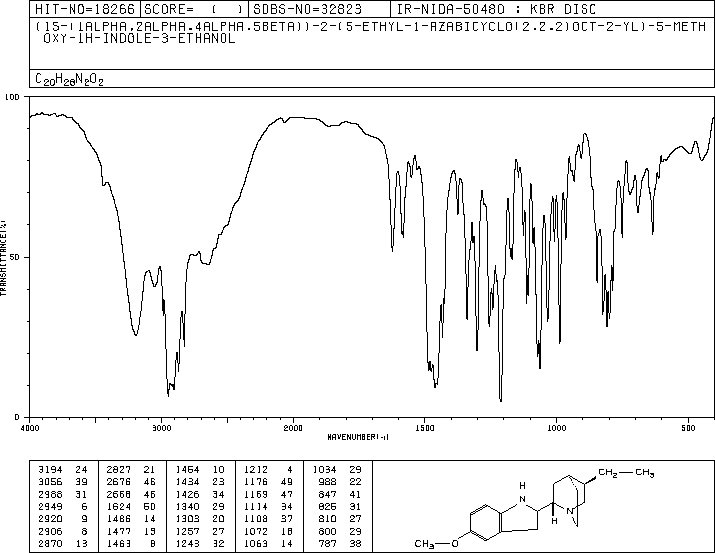 HIT-NO=18266 SCORE= ( ) SDBS-NO=32823 IR-NIDA-50480 : KBR DISC
(1S-(1ALPHA,2ALPHA,4ALPHA,5BETA))-2-(5-ETHYL-1-AZABICYCLO(2.2.2)OCT-2-YL)-5-METH
OXY-1H-INDOLE-3-ETHANOL
C20H28N2O2
100
50
0
TRANSMITTANCE(%)
4000 3000 2000 1500 1000 500
WAVENUMBER(-1)
3194 24 2827 21 1454 10 1212 4 1034 29
3056 39 2676 46 1434 23 1176 49 988 22
2988 31 2668 46 1426 34 1169 47 847 41
2949 6 1624 50 1340 29 1114 34 825 31
2920 9 1486 14 1303 20 1108 37 810 27
2906 8 1477 15 1257 27 1072 18 800 29
2870 13 1463 9 1243 32 1063 14 787 38
CH2 CH3
H
N
N
H
CH3 O